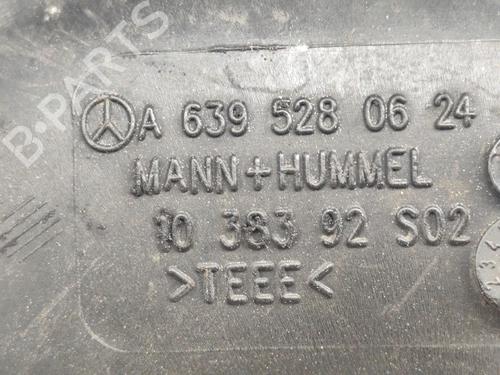 A 639 528 06 24
MANN+HUMMEL
10 383 92 S02
>TEEE<
B-PARTS